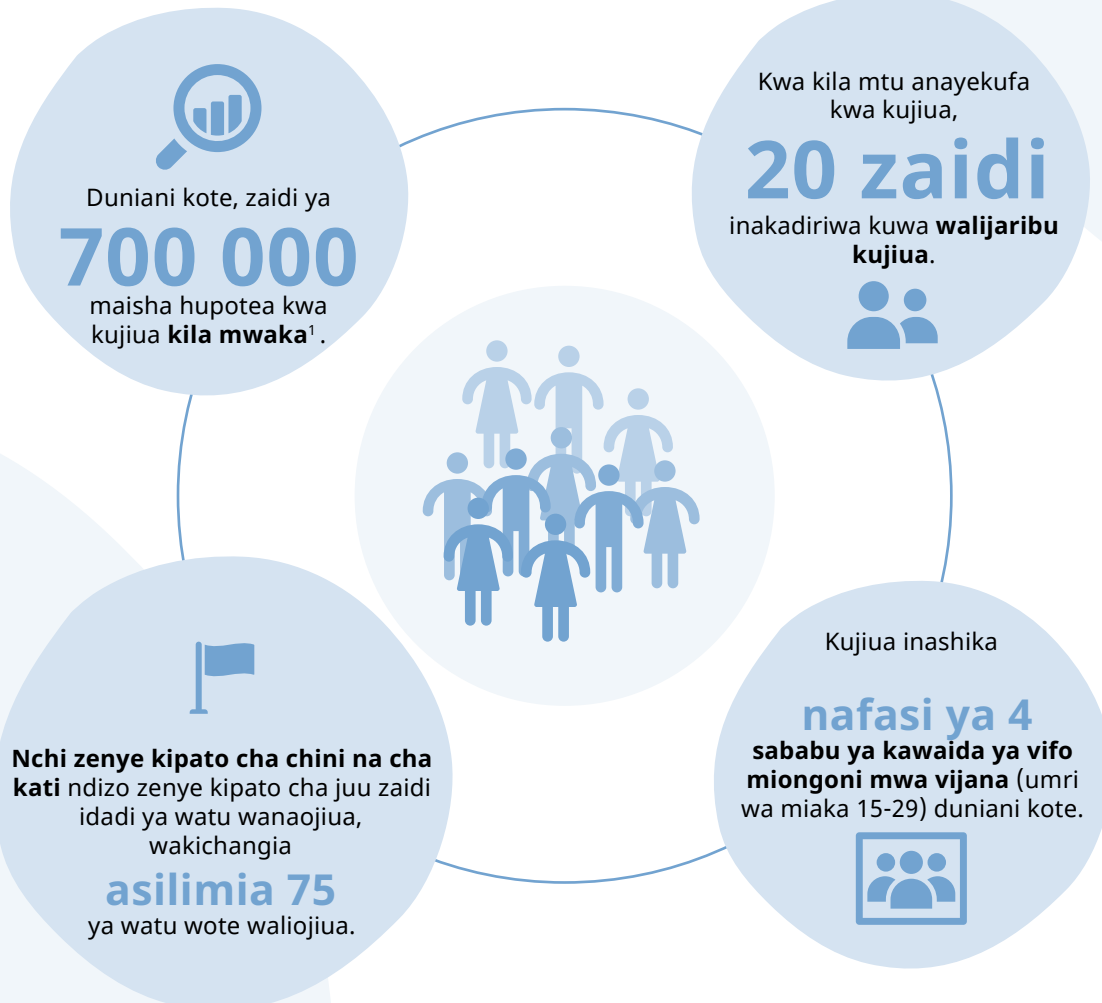 Duniani kote, zaidi ya
700 000
maisha hupotea kwa
kujiua kila mwaka¹ .
Kwa kila mtu anayekufa
kwa kujiua,
20 zaidi
inakadiriwa kuwa walijaribu
kujiua.
Nchi zenye kipato cha chini na cha
kati ndizo zenye kipato cha juu zaidi
idadi ya watu wanaojiua,
wakichangia
asilimia 75
ya watu wote waliojiua.
Kujiua inashika
nafasi ya 4
sababu ya kawaida ya vifo
miongoni mwa vijana (umri
wa miaka 15-29) duniani kote.